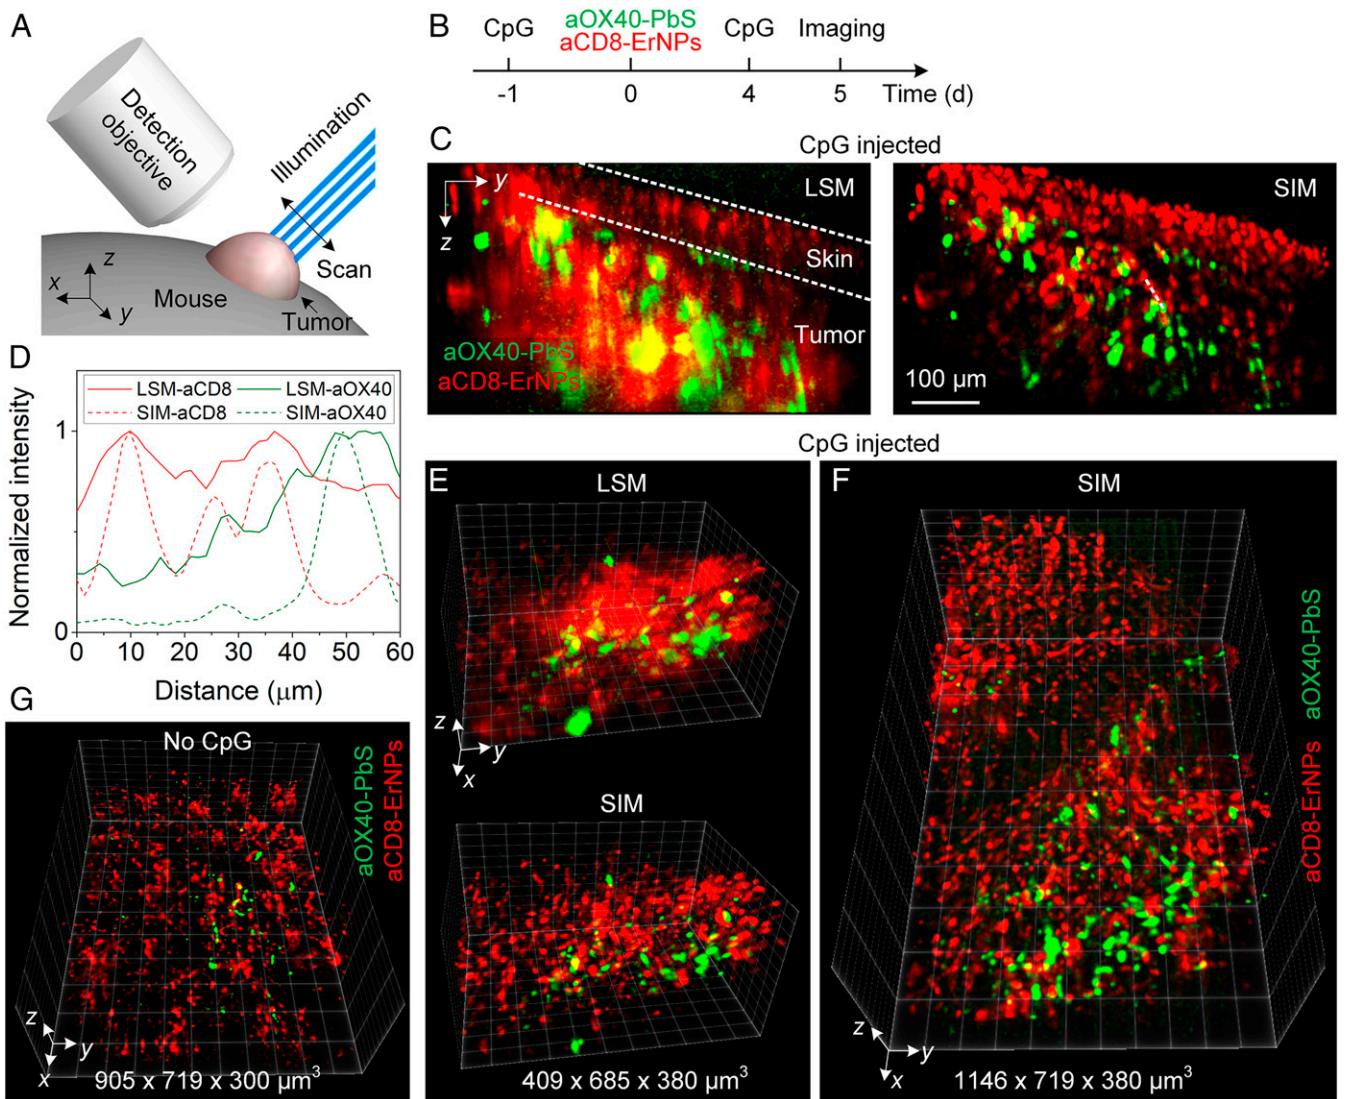 A
Detection
objective
Illumination
Scan
Mouse
Tumor
x
z
y
B
CpG
aOX40-PbS
aCD8-ErNPs
CpG
Imaging
-1
0
4
5
Time (d)
C
CpG injected
y
z
LSM
Skin
Tumor
aOX40-PbS
aCD8-ErNPs
SIM
100 μm
D
LSM-aCD8
LSM-aOX40
SIM-aCD8
SIM-aOX40
Normalized intensity
1
0
0
10
20
30
40
50
60
Distance (μm)
CpG injected
E
LSM
z
y
x
SIM
409 x 685 x 380 μm³
F
SIM
aCD8-ErNPs aOX40-PbS
z
y
x
1146 x 719 x 380 μm³
G
No CpG
aOX40-PbS
aCD8-ErNPs
z
y
x
905 x 719 x 300 μm³